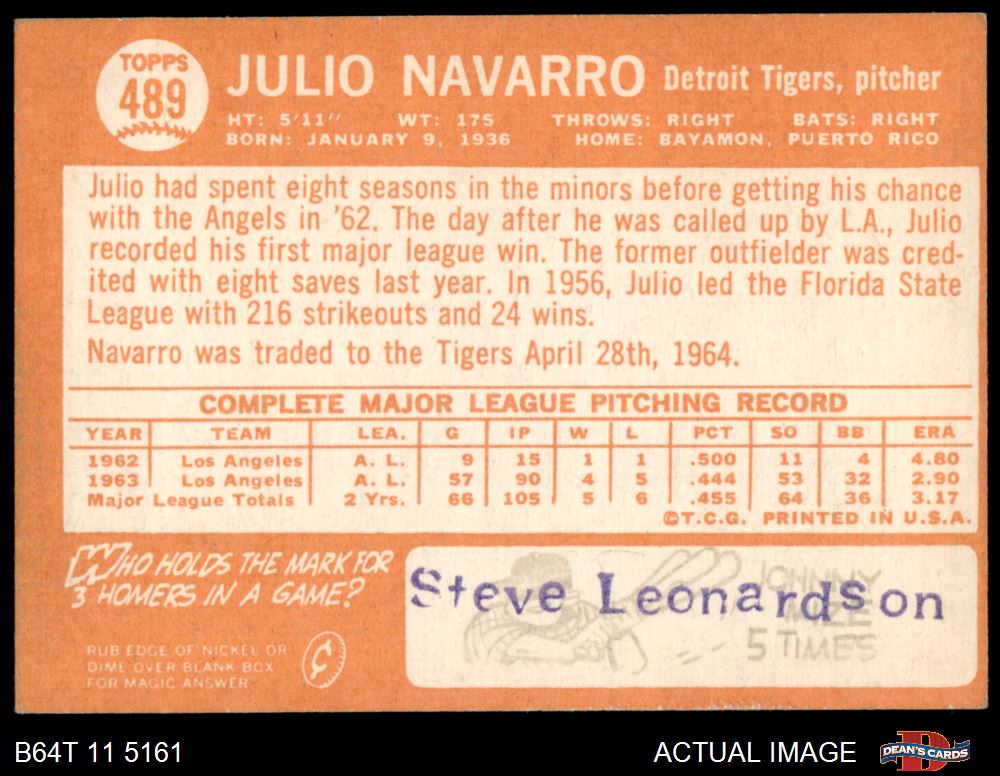 TOPPS
489
JULIO NAVARRO Detroit Tigers, pitcher
HT: 5'11" WT: 175 THROWS: RIGHT BATS: RIGHT
BORN: JANUARY 9, 1936 HOME: BAYAMON, PUERTO RICO
Julio had spent eight seasons in the minors before getting his chance
with the Angels in '62. The day after he was called up by L.A., Julio
recorded his first major league win. The former outfielder was cred-
ited with eight saves last year. In 1956, Julio led the Florida State
League with 216 strikeouts and 24 wins.
Navarro was traded to the Tigers April 28th, 1964.
COMPLETE MAJOR LEAGUE PITCHING RECORD
YEAR TEAM LEA. G IP W L PCT SO BB ERA
1962 Los Angeles A. L. 9 15 1 1 .500 11 4 4.80
1963 Los Angeles A. L. 57 90 4 5 .444 53 32 2.90
Major League Totals 2 Yrs. 66 105 5 6 .455 64 36 3.17
©T.C.G. PRINTED IN U.S.A.
WHO HOLDS THE MARK FOR
3 HOMERS IN A GAME?
RUB EDGE OF NICKEL OR
DIME OVER BLANK BOX
FOR MAGIC ANSWER
¢
Steve Leonardson
JOHNNY
MIZE
5 TIMES
B64T 11 5161 ACTUAL IMAGE DEAN'S CARDS